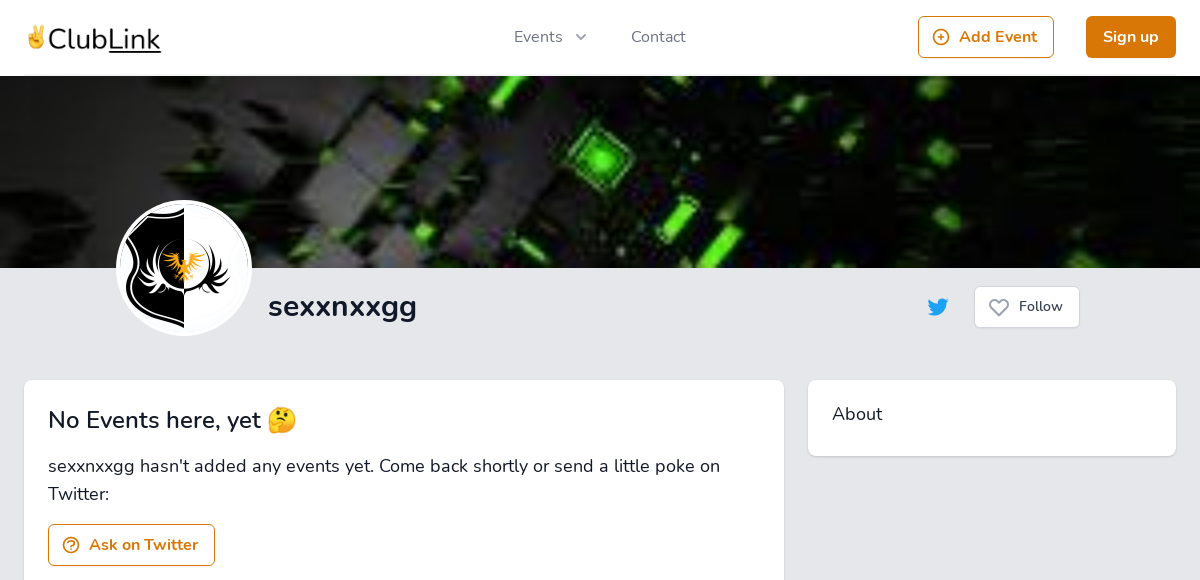 ✌ClubLink
Events
Contact
Add Event
Sign up
sexxnxxgg
Follow
No Events here, yet 🤔
sexxnxxgg hasn't added any events yet. Come back shortly or send a little poke on
Twitter:
Ask on Twitter
About